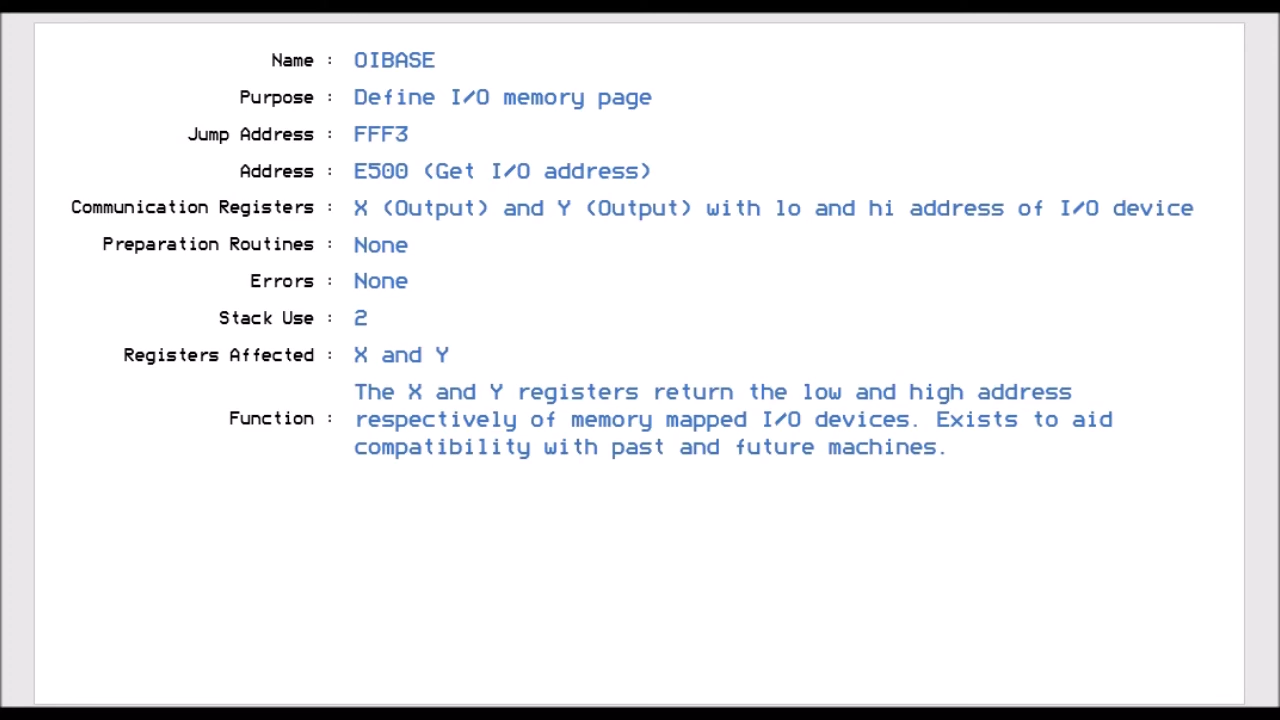 Name : OIBASE
Purpose : Define I/O memory page
Jump Address : FFF3
Address : E500 (Get I/O address)
Communication Registers : X (Output) and Y (Output) with lo and hi address of I/O device
Preparation Routines : None
Errors : None
Stack Use : 2
Registers Affected : X and Y
The X and Y registers return the low and high address
Function : respectively of memory mapped I/O devices. Exists to aid
compatibility with past and future machines.